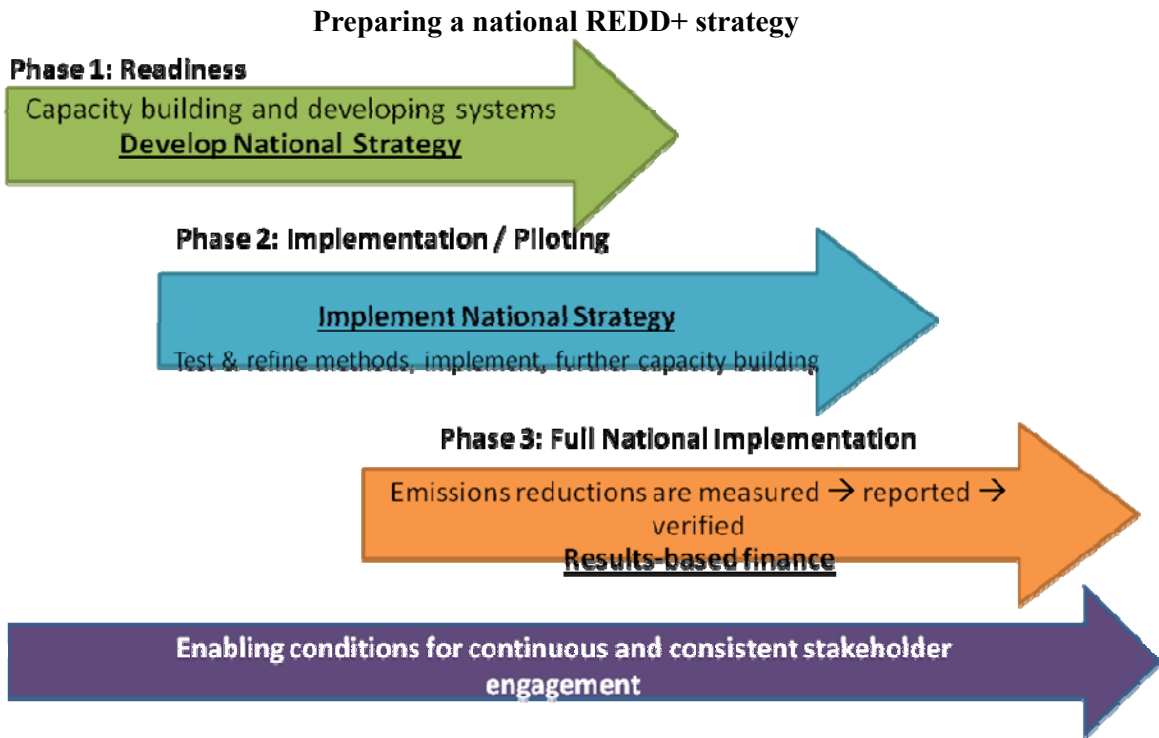 Preparing a national REDD+ strategy
Phase 1: Readiness
Capacity building and developing systems
Develop National Strategy
Phase 2: Implementation / Piloting
Implement National Strategy
Test & refine methods, implement, further capacity building
Phase 3: Full National Implementation
Emissions reductions are measured → reported →
verified
Results-based finance
Enabling conditions for continuous and consistent stakeholder
engagement